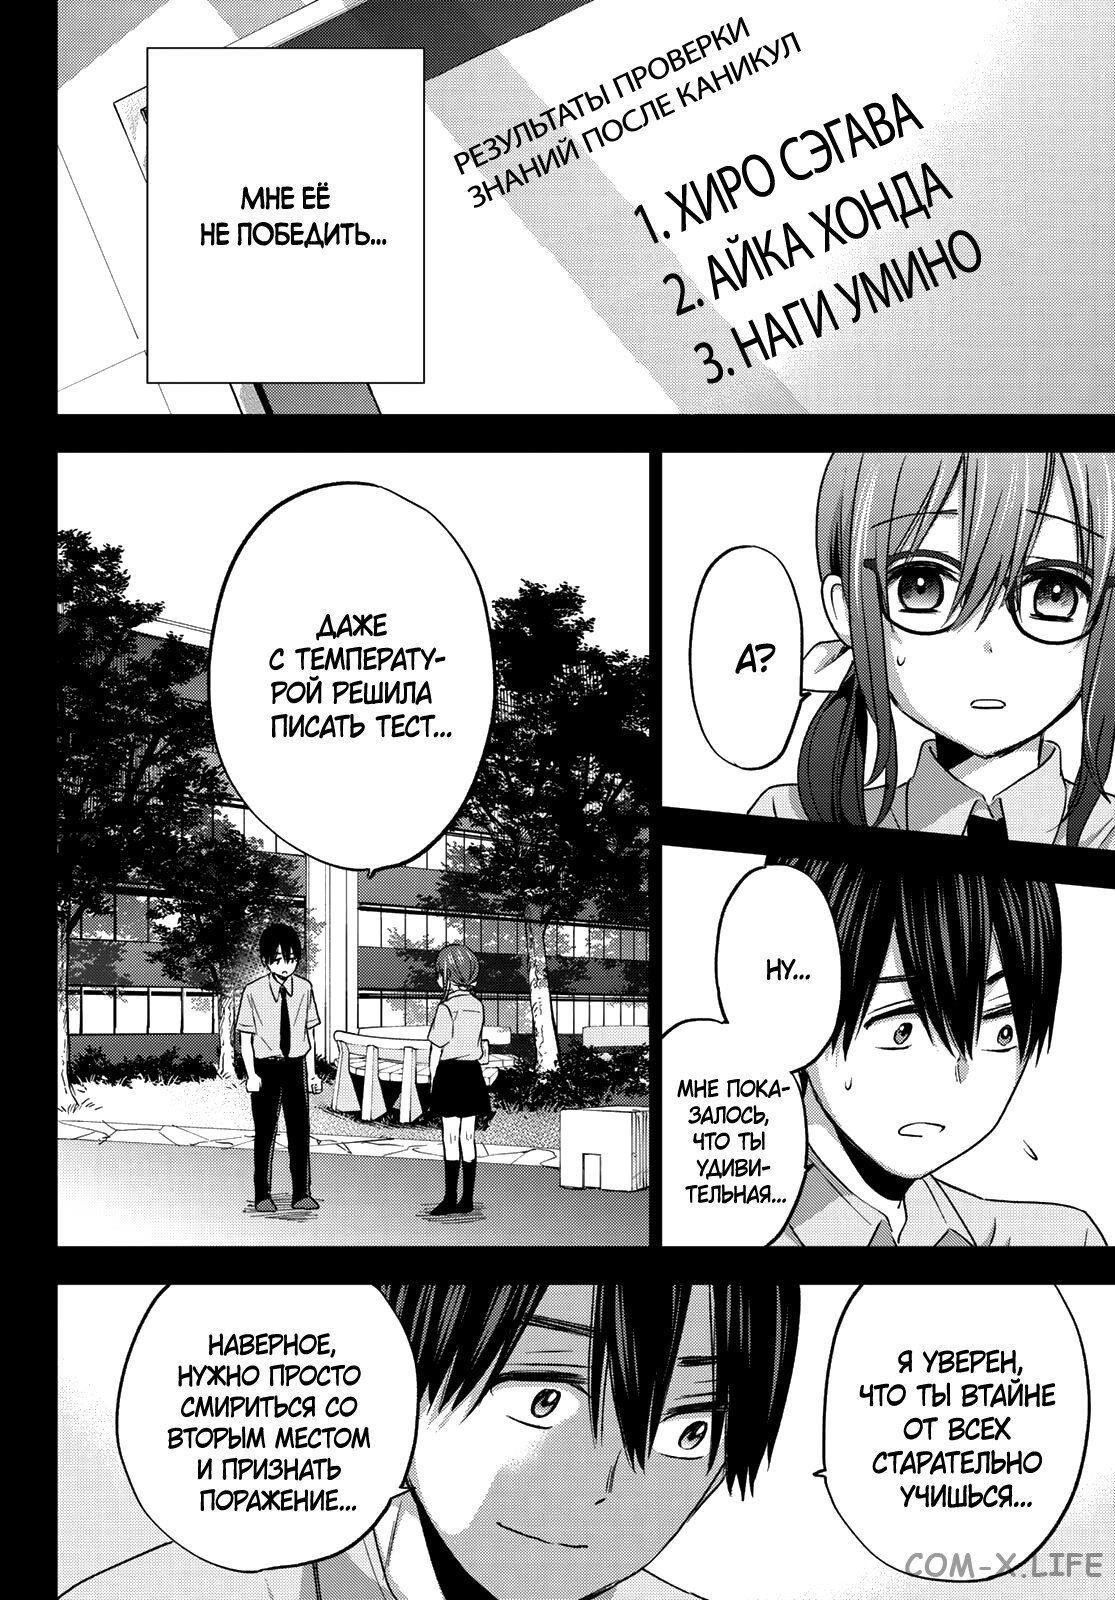 РЕЗУЛЬТАТЫ ПРОВЕРКИ
ЗНАНИЙ ПОСЛЕ КАНИКУЛ
1. ХИРО СЭГАВА
2. АЙКА ХОНДА
3. НАГИ УМИНО
МНЕ ЕЁ
НЕ ПОБЕДИТЬ...
А?
ДАЖЕ
С ТЕМПЕРАТУ-
РОЙ РЕШИЛА
ПИСАТЬ ТЕСТ...
НУ...
МНЕ ПОКА-
ЗАЛОСЬ,
ЧТО ТЫ
УДИВИ-
ТЕЛЬНАЯ...
Я УВЕРЕН,
ЧТО ТЫ ВТАЙНЕ
ОТ ВСЕХ
СТАРАТЕЛЬНО
УЧИШЬСЯ...
НАВЕРНОЕ,
НУЖНО ПРОСТО
СМИРИТЬСЯ СО
ВТОРЫМ МЕСТОМ
И ПРИЗНАТЬ
ПОРАЖЕНИЕ...
COM-X.LIFE